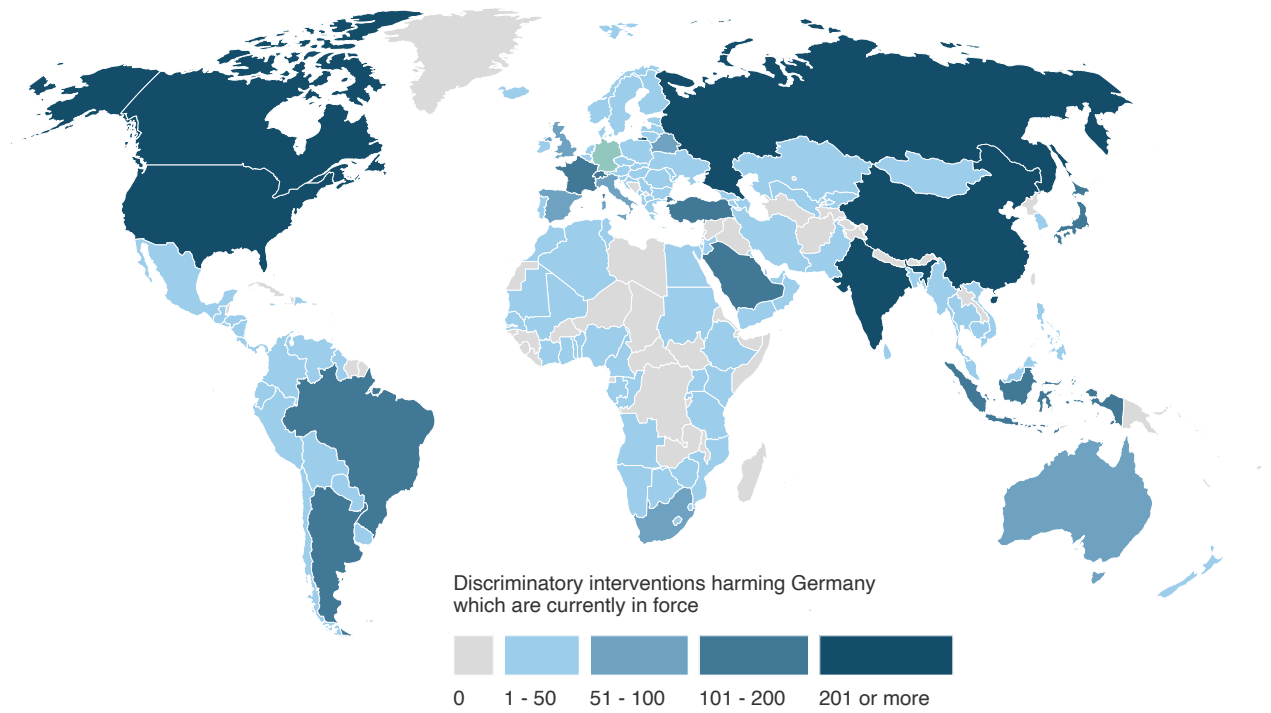 Discriminatory interventions harming Germany
which are currently in force
0 1 - 50 51 - 100 101 - 200 201 or more